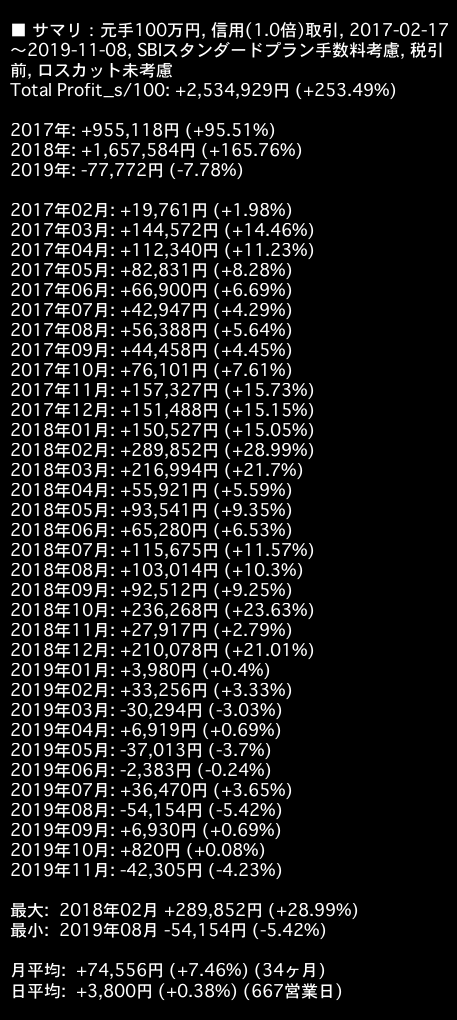 ■ サマリ : 元手100万円, 信用(1.0倍)取引, 2017-02-17
〜2019-11-08, SBIスタンダードプラン手数料考慮, 税引
前, ロスカット未考慮
Total Profit_s/100: +2,534,929円 (+253.49%)
2017年: +955,118円 (+95.51%)
2018年: +1,657,584円 (+165.76%)
2019年: -77,772円 (-7.78%)
2017年02月: +19,761円 (+1.98%)
2017年03月: +144,572円 (+14.46%)
2017年04月: +112,340円 (+11.23%)
2017年05月: +82,831円 (+8.28%)
2017年06月: +66,900円 (+6.69%)
2017年07月: +42,947円 (+4.29%)
2017年08月: +56,388円 (+5.64%)
2017年09月: +44,458円 (+4.45%)
2017年10月: +76,101円 (+7.61%)
2017年11月: +157,327円 (+15.73%)
2017年12月: +151,488円 (+15.15%)
2018年01月: +150,527円 (+15.05%)
2018年02月: +289,852円 (+28.99%)
2018年03月: +216,994円 (+21.7%)
2018年04月: +55,921円 (+5.59%)
2018年05月: +93,541円 (+9.35%)
2018年06月: +65,280円 (+6.53%)
2018年07月: +115,675円 (+11.57%)
2018年08月: +103,014円 (+10.3%)
2018年09月: +92,512円 (+9.25%)
2018年10月: +236,268円 (+23.63%)
2018年11月: +27,917円 (+2.79%)
2018年12月: +210,078円 (+21.01%)
2019年01月: +3,980円 (+0.4%)
2019年02月: +33,256円 (+3.33%)
2019年03月: -30,294円 (-3.03%)
2019年04月: +6,919円 (+0.69%)
2019年05月: -37,013円 (-3.7%)
2019年06月: -2,383円 (-0.24%)
2019年07月: +36,470円 (+3.65%)
2019年08月: -54,154円 (-5.42%)
2019年09月: +6,930円 (+0.69%)
2019年10月: +820円 (+0.08%)
2019年11月: -42,305円 (-4.23%)
最大: 2018年02月 +289,852円 (+28.99%)
最小: 2019年08月 -54,154円 (-5.42%)
月平均: +74,556円 (+7.46%) (34ヶ月)
日平均: +3,800円 (+0.38%) (667営業日)